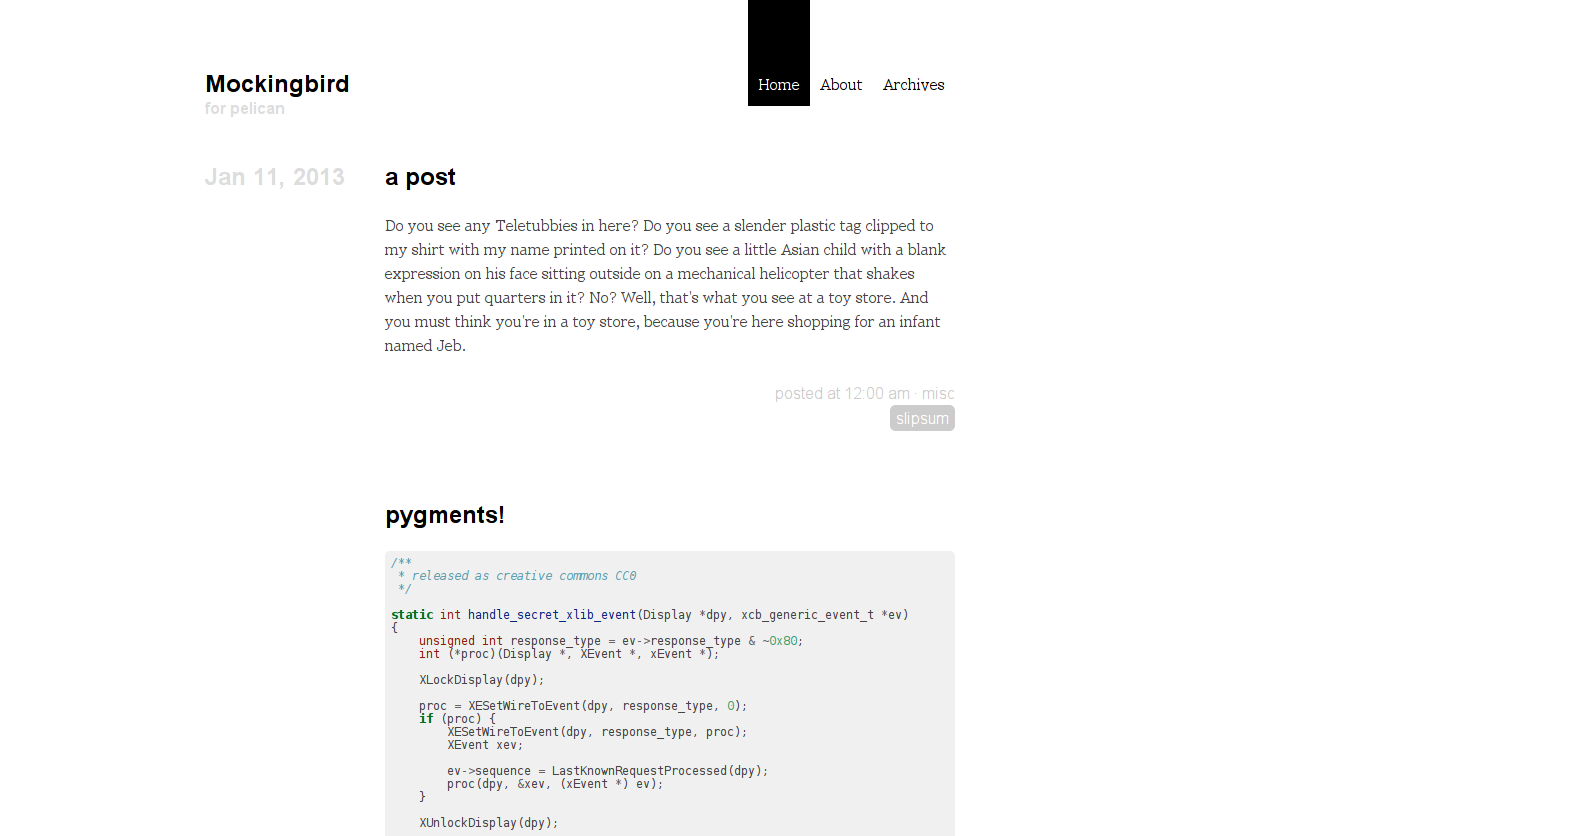 Mockingbird
for pelican
Home About Archives
Jan 11, 2013
a post
Do you see any Teletubbies in here? Do you see a slender plastic tag clipped to
my shirt with my name printed on it? Do you see a little Asian child with a blank
expression on his face sitting outside on a mechanical helicopter that shakes
when you put quarters in it? No? Well, that's what you see at a toy store. And
you must think you're in a toy store, because you're here shopping for an infant
named Jeb.
posted at 12:00 am · misc
slipsum
pygments!
/**
 * released as creative commons CC0
 */
static int handle_secret_xlib_event(Display *dpy, xcb_generic_event_t *ev)
{
    unsigned int response_type = ev->response_type & ~0x80;
    int (*proc)(Display *, XEvent *, xEvent *);
    XLockDisplay(dpy);
    proc = XESetWireToEvent(dpy, response_type, 0);
    if (proc) {
        XESetWireToEvent(dpy, response_type, proc);
        XEvent xev;
        ev->sequence = LastKnownRequestProcessed(dpy);
        proc(dpy, &xev, (xEvent *) ev);
    }
    XUnlockDisplay(dpy);